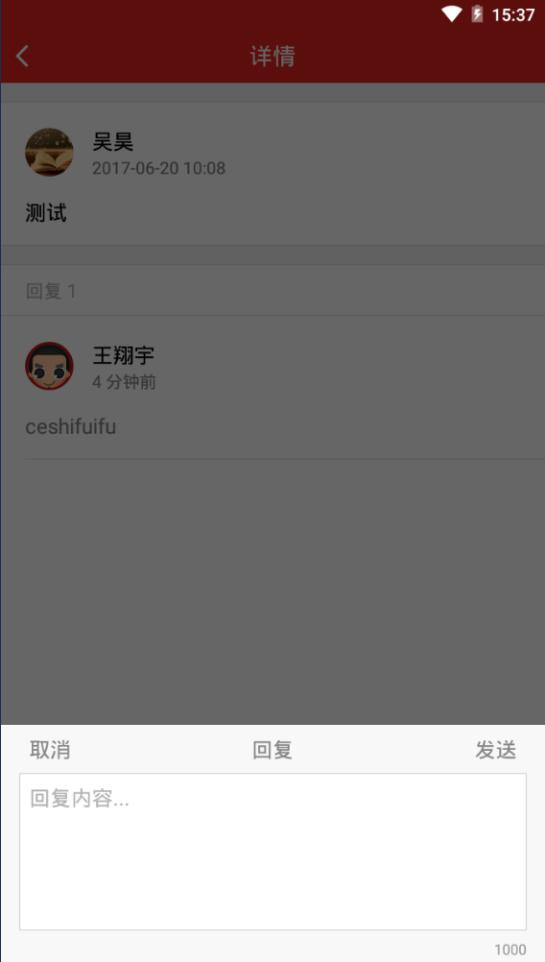 15:37
详情
吴昊
2017-06-20 10:08
测试
回复 1
王翔宇
4 分钟前
ceshifuifu
取消 回复 发送
回复内容...
1000